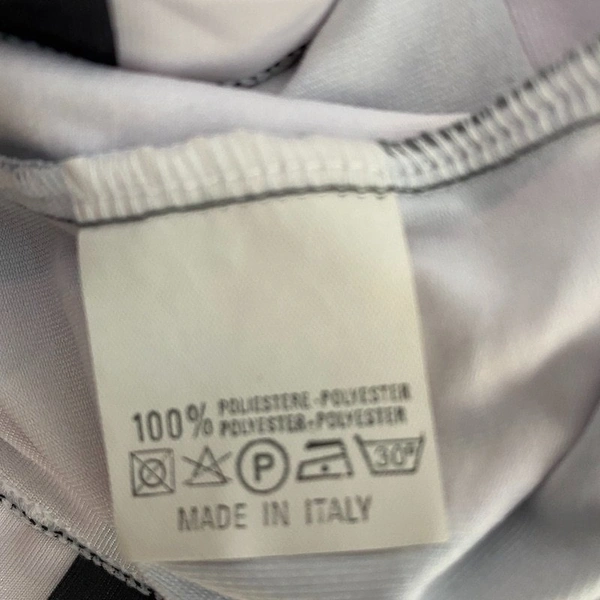 100% POLIESTERE-POLYESTER
POLYESTER-POLYESTER
P 30°
MADE IN ITALY